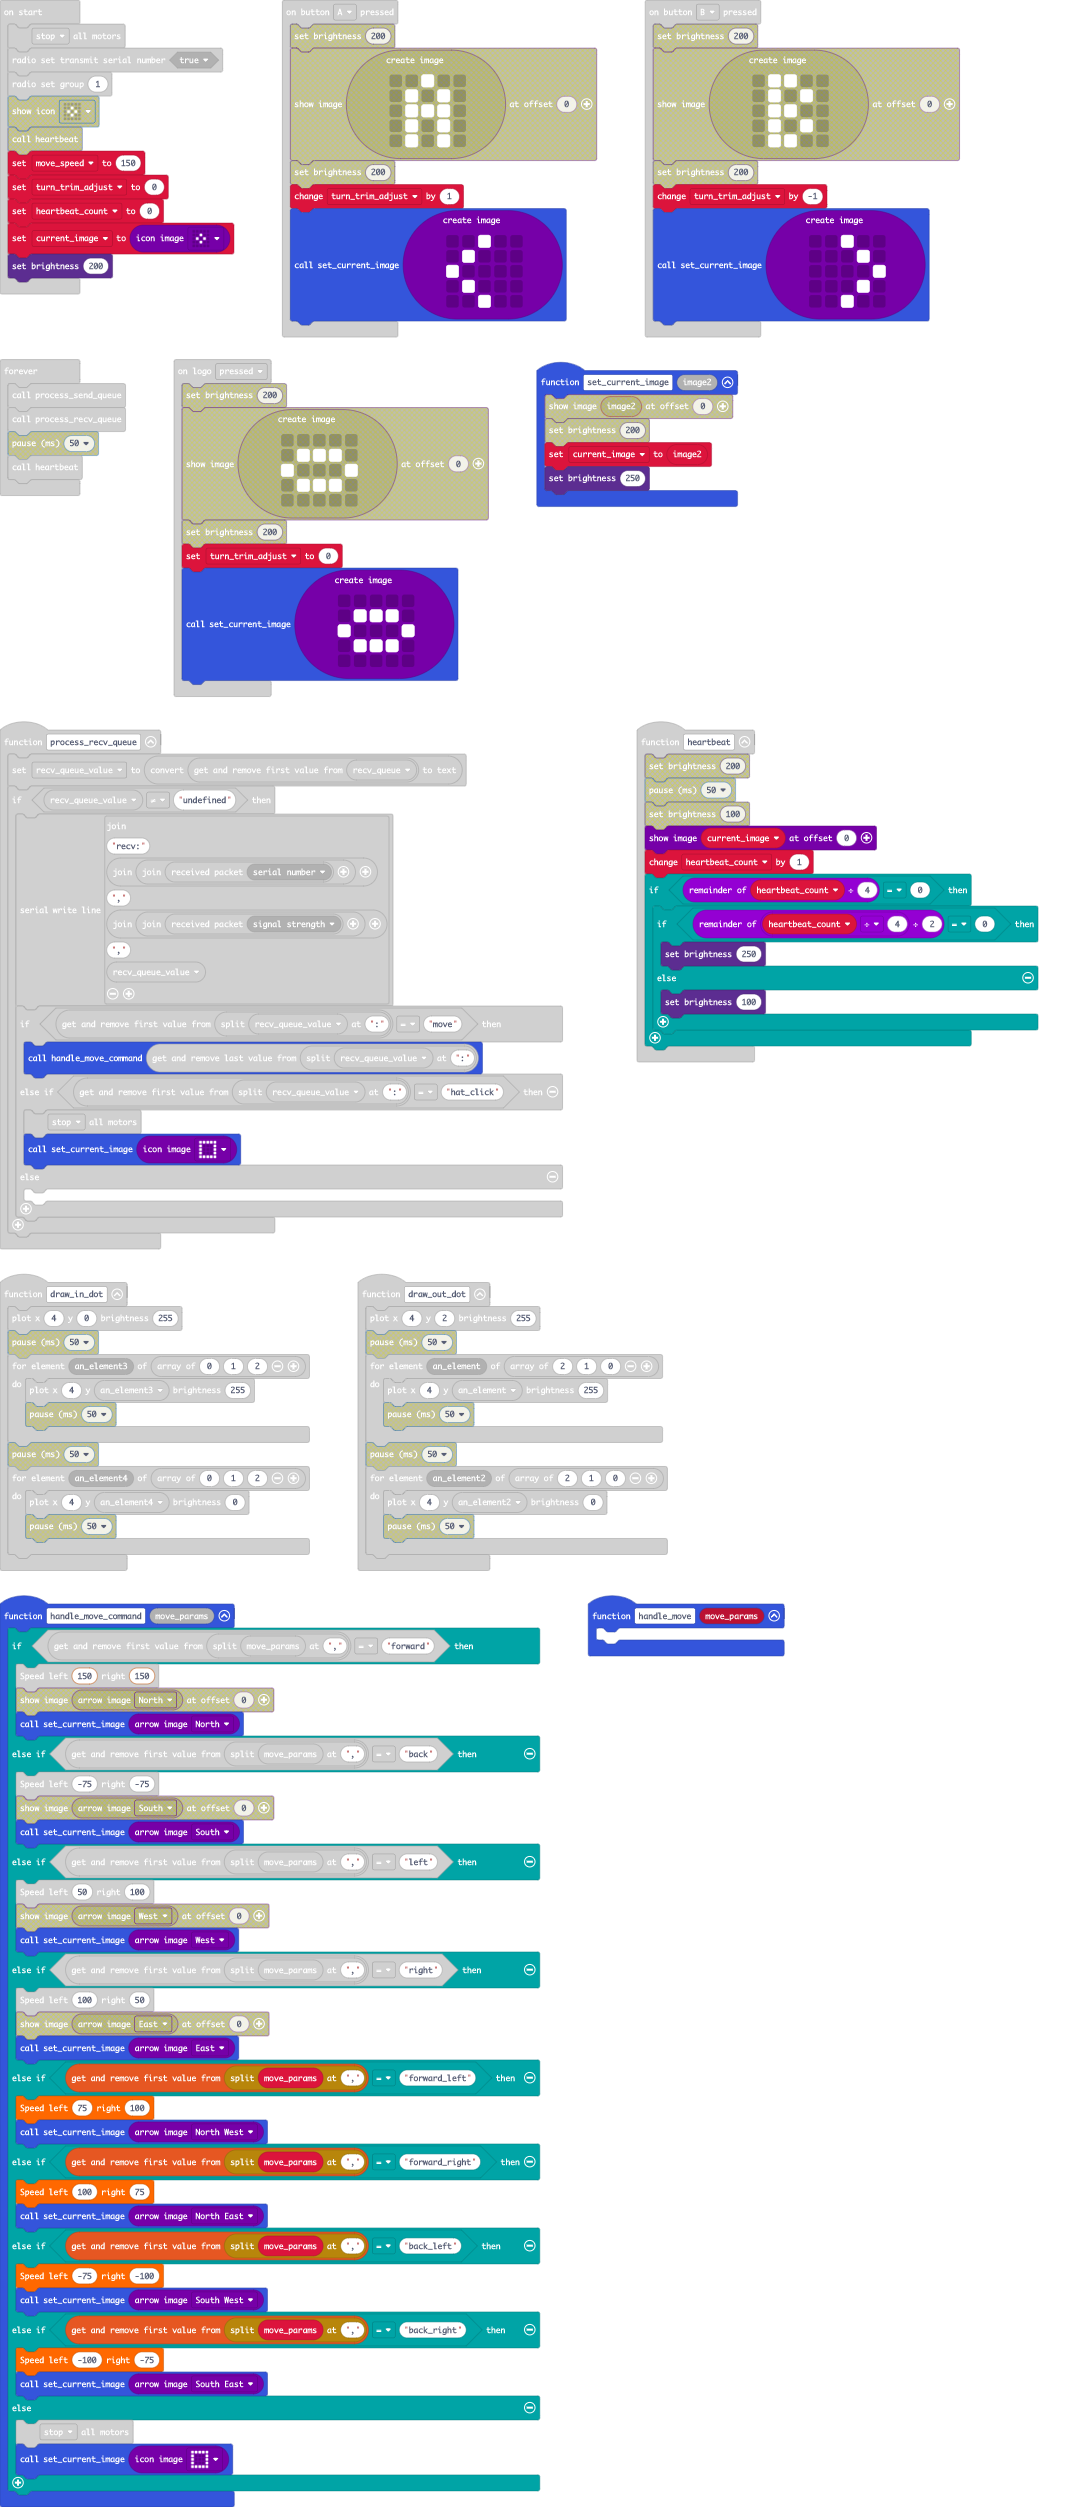 on start
stop all motors
radio set transmit serial number true
radio set group 1
show icon
call heartbeat
set move_speed to 150
set turn_trim_adjust to 0
set heartbeat_count to 0
set current_image to icon image
set brightness 200
on button A pressed
set brightness 200
create image
show image at offset 0
set brightness 200
change turn_trim_adjust by 1
create image
call set_current_image
on button B pressed
set brightness 200
create image
show image at offset 0
set brightness 200
change turn_trim_adjust by -1
create image
call set_current_image
forever
call process_send_queue
call process_recv_queue
pause (ms) 50
call heartbeat
on logo pressed
set brightness 200
create image
show image at offset 0
set brightness 200
set turn_trim_adjust to 0
create image
call set_current_image
function set_current_image image2
show image image2 at offset 0
set brightness 200
set current_image to image2
set brightness 250
function process_recv_queue
set recv_queue_value to convert get and remove first value from recv_queue to text
if recv_queue_value ≠ "undefined" then
join
"recv:"
join join received packet serial number
","
serial write line
join join received packet signal strength
","
recv_queue_value
if get and remove first value from split recv_queue_value at ":" = "move" then
call handle_move_command get and remove last value from split recv_queue_value at ":"
else if get and remove first value from split recv_queue_value at ":" = "hat_click" then
stop all motors
call set_current_image icon image
else
function heartbeat
set brightness 200
pause (ms) 50
set brightness 100
show image current_image at offset 0
change heartbeat_count by 1
if remainder of heartbeat_count ÷ 4 = 0 then
if remainder of heartbeat_count ÷ 4 ÷ 2 = 0 then
set brightness 250
else
set brightness 100
function draw_in_dot
plot x 4 y 0 brightness 255
pause (ms) 50
for element an_element3 of array of 0 1 2
do
plot x 4 y an_element3 brightness 255
pause (ms) 50
pause (ms) 50
for element an_element4 of array of 0 1 2
do
plot x 4 y an_element4 brightness 0
pause (ms) 50
function draw_out_dot
plot x 4 y 2 brightness 255
pause (ms) 50
for element an_element of array of 2 1 0
do
plot x 4 y an_element brightness 255
pause (ms) 50
pause (ms) 50
for element an_element2 of array of 2 1 0
do
plot x 4 y an_element2 brightness 0
pause (ms) 50
function handle_move_command move_params
if get and remove first value from split move_params at "," = "forward" then
Speed left 150 right 150
show image arrow image North at offset 0
call set_current_image arrow image North
else if get and remove first value from split move_params at "," = "back" then
Speed left -75 right -75
show image arrow image South at offset 0
call set_current_image arrow image South
else if get and remove first value from split move_params at "," = "left" then
Speed left 50 right 100
show image arrow image West at offset 0
call set_current_image arrow image West
else if get and remove first value from split move_params at "," = "right" then
Speed left 100 right 50
show image arrow image East at offset 0
call set_current_image arrow image East
else if get and remove first value from split move_params at "," = "forward_left" then
Speed left 75 right 100
call set_current_image arrow image North West
else if get and remove first value from split move_params at "," = "forward_right" then
Speed left 100 right 75
call set_current_image arrow image North East
else if get and remove first value from split move_params at "," = "back_left" then
Speed left -75 right -100
call set_current_image arrow image South West
else if get and remove first value from split move_params at "," = "back_right" then
Speed left -100 right -75
call set_current_image arrow image South East
else
stop all motors
call set_current_image icon image
function handle_move move_params